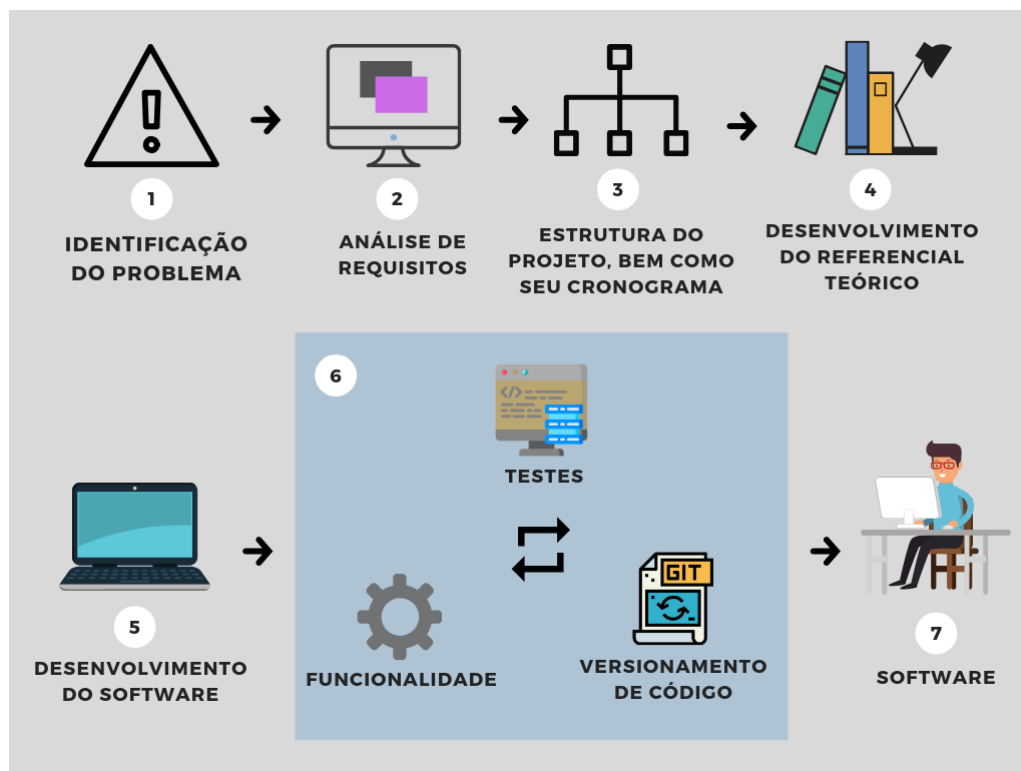 1
IDENTIFICAÇÃO
DO PROBLEMA
2
ANÁLISE DE
REQUISITOS
3
ESTRUTURA DO
PROJETO, BEM COMO
SEU CRONOGRAMA
4
DESENVOLVIMENTO
DO REFERENCIAL
TEÓRICO
5
DESENVOLVIMENTO
DO SOFTWARE
6
</>
TESTES
FUNCIONALIDADE
GIT
VERSIONAMENTO
DE CÓDIGO
7
SOFTWARE